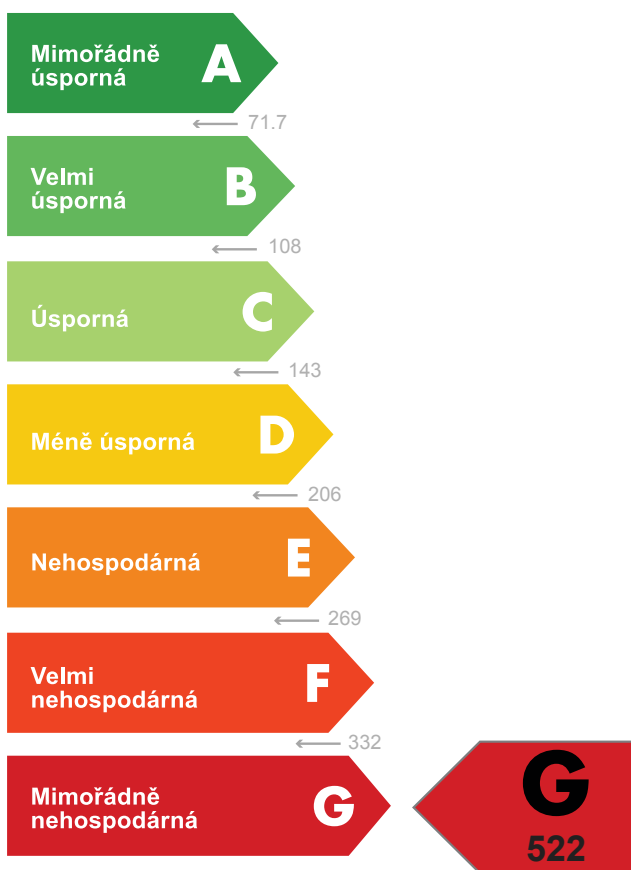 Mimořádně
úsporná
A
← 71.7
Velmi
úsporná
B
← 108
Úsporná
C
← 143
Méně úsporná
D
← 206
Nehospodárná
E
← 269
Velmi
nehospodárná
F
← 332
Mimořádně
nehospodárná
G
G
522